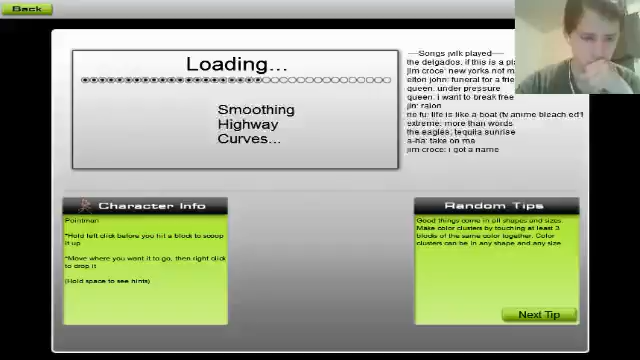 Back
Loading...
Smoothing
Highway
Curves...
----Songs jwlk played----
the delgados, if this is a pla
jim croce: new yorks not m
elton john: funeral for a frie
queen: under pressure
queen: i want to break free
jin: rajon
life is like a boat (tv anime bleach ed1
extreme: more than words
the eagles, tequila sunrise
a-ha: take on me
jim croce: i got a name
Character Info
Pointman
*Hold left click before you hit a block to scoop
it up
*Move where you want it to go, then right click
to drop it
(Hold space to see hints)
Random Tips
Good things come in all shapes and sizes.
Make color clusters by touching at least 3
blocks of the same color together. Color
clusters can be in any shape and any size
Next Tip